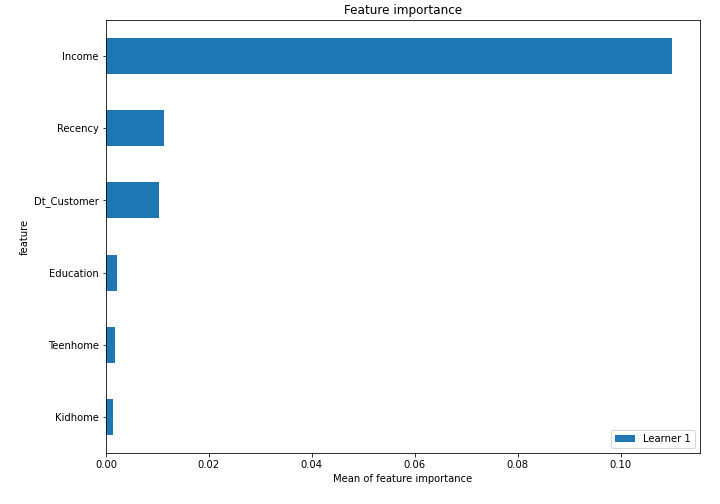 Feature importance
Income
Recency
Dt_Customer
Education
Teenhome
Kidhome
feature
0.00 0.02 0.04 0.06 0.08 0.10
Mean of feature importance
Learner 1